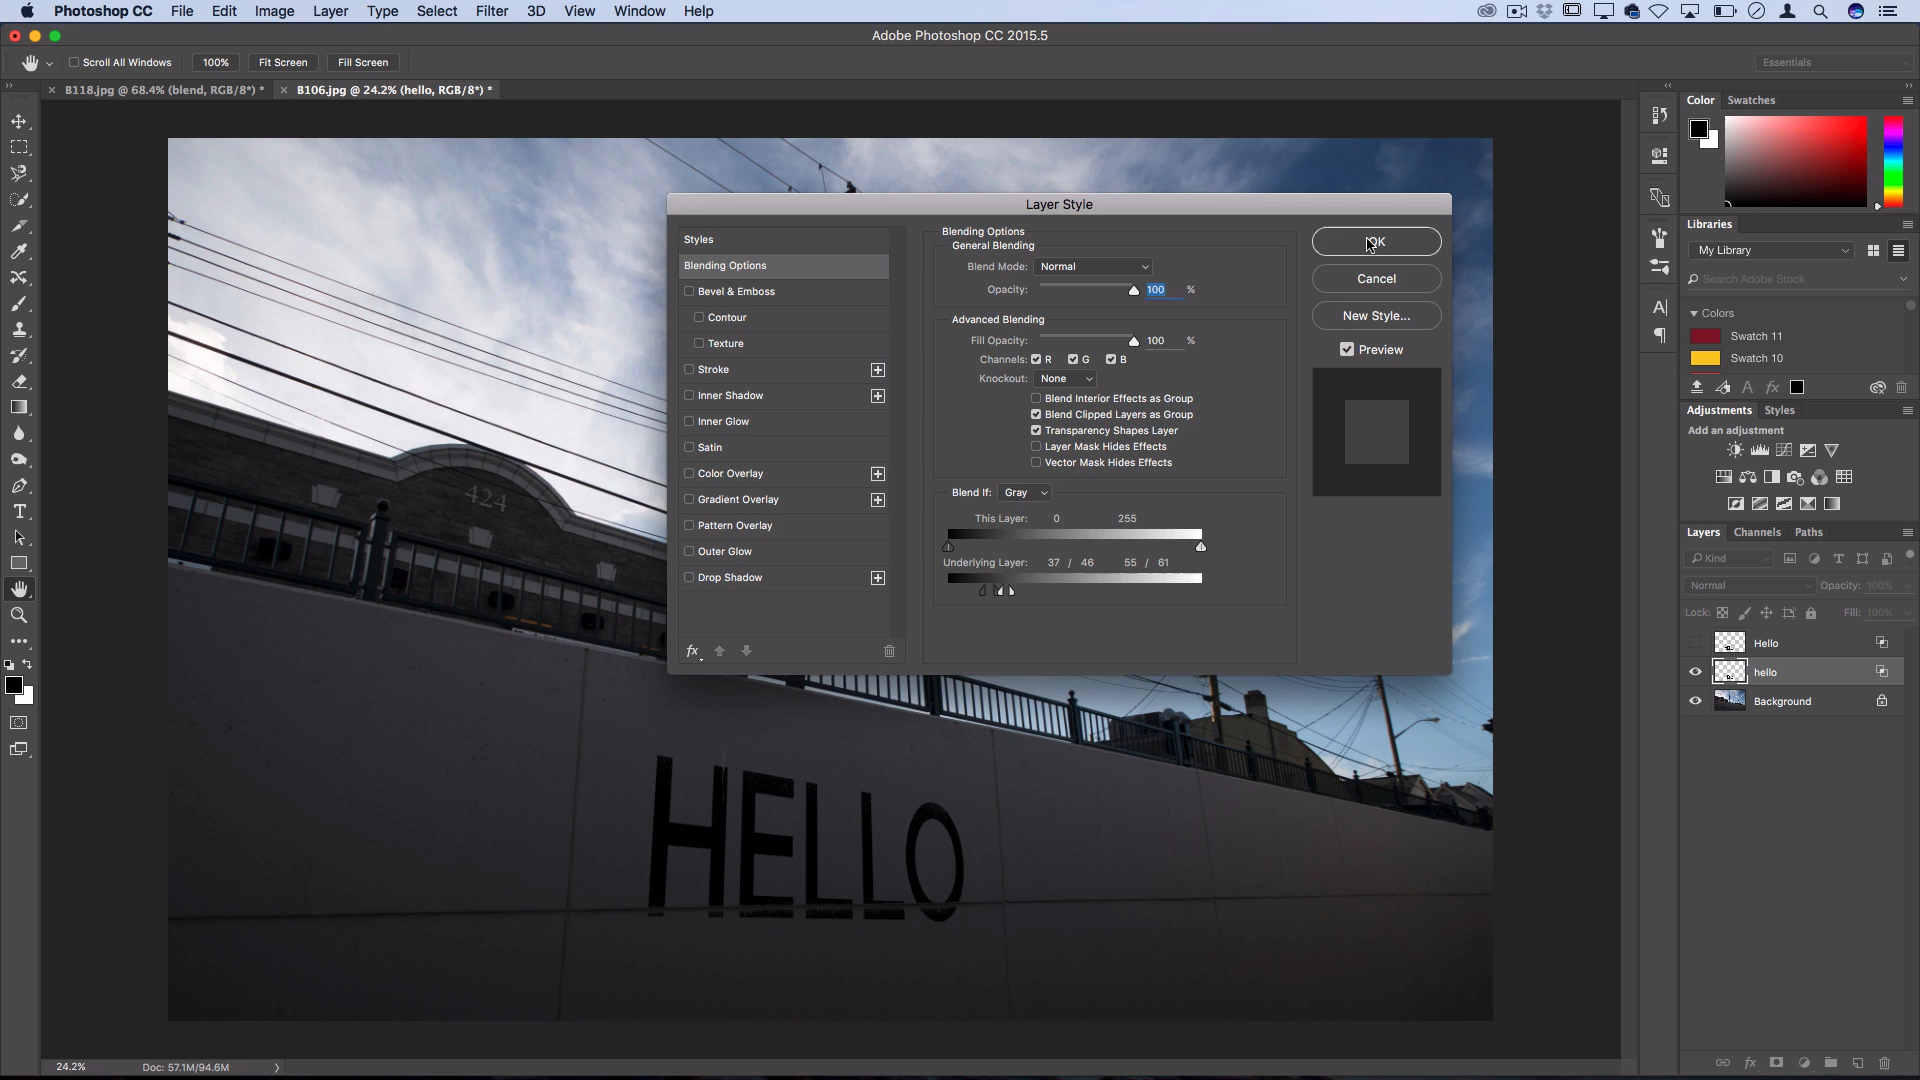 Photoshop CC File Edit Image Layer Type Select Filter 3D View Window Help
Adobe Photoshop CC 2015.5
Scroll All Windows 100% Fit Screen Fill Screen Essentials
B118.jpg @ 68.4% (blend, RGB/8*) * B106.jpg @ 24.2% (hello, RGB/8*) *
424
HELLO
Layer Style
Styles
Blending Options
Bevel & Emboss
Contour
Texture
Stroke
Inner Shadow
Inner Glow
Satin
Color Overlay
Gradient Overlay
Pattern Overlay
Outer Glow
Drop Shadow
fx
Blending Options
General Blending
Blend Mode: Normal
Opacity: 100 %
Advanced Blending
Fill Opacity: 100 %
Channels: R G B
Knockout: None
Blend Interior Effects as Group
Blend Clipped Layers as Group
Transparency Shapes Layer
Layer Mask Hides Effects
Vector Mask Hides Effects
Blend If: Gray
This Layer: 0 255
Underlying Layer: 37 / 46 55 / 61
OK
Cancel
New Style...
Preview
Color Swatches
Libraries
My Library
Search Adobe Stock
Colors
Swatch 11
Swatch 10
Adjustments Styles
Add an adjustment
Layers Channels Paths
Kind
Normal Opacity: 100%
Lock: Fill: 100%
Hello
hello
Background
24.2% Doc: 57.1M/94.6M